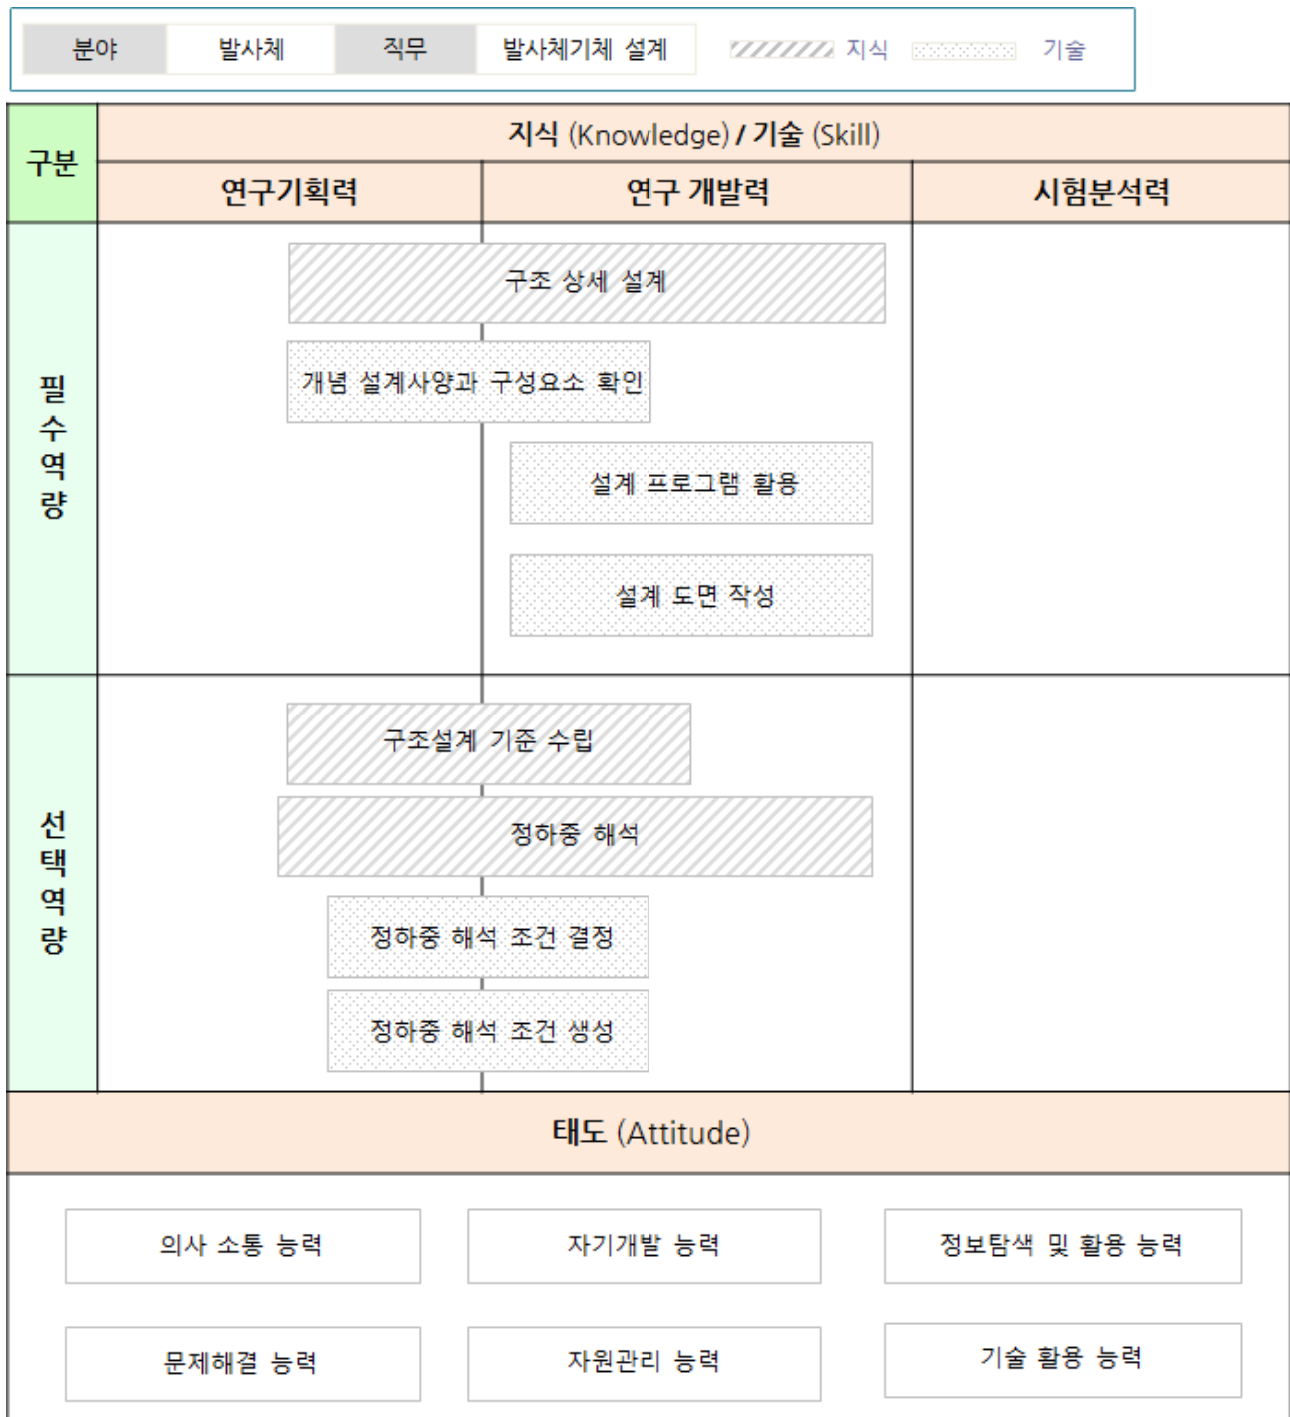 분야 발사체 직무 발사체기체 설계 지식 기술
구분
지식 (Knowledge) / 기술 (Skill)
연구기획력 연구 개발력 시험분석력
필수역량
구조 상세 설계
개념 설계사양과 구성요소 확인
설계 프로그램 활용
설계 도면 작성
선택역량
구조설계 기준 수립
정하중 해석
정하중 해석 조건 결정
정하중 해석 조건 생성
태도 (Attitude)
의사 소통 능력 자기개발 능력 정보탐색 및 활용 능력
문제해결 능력 자원관리 능력 기술 활용 능력